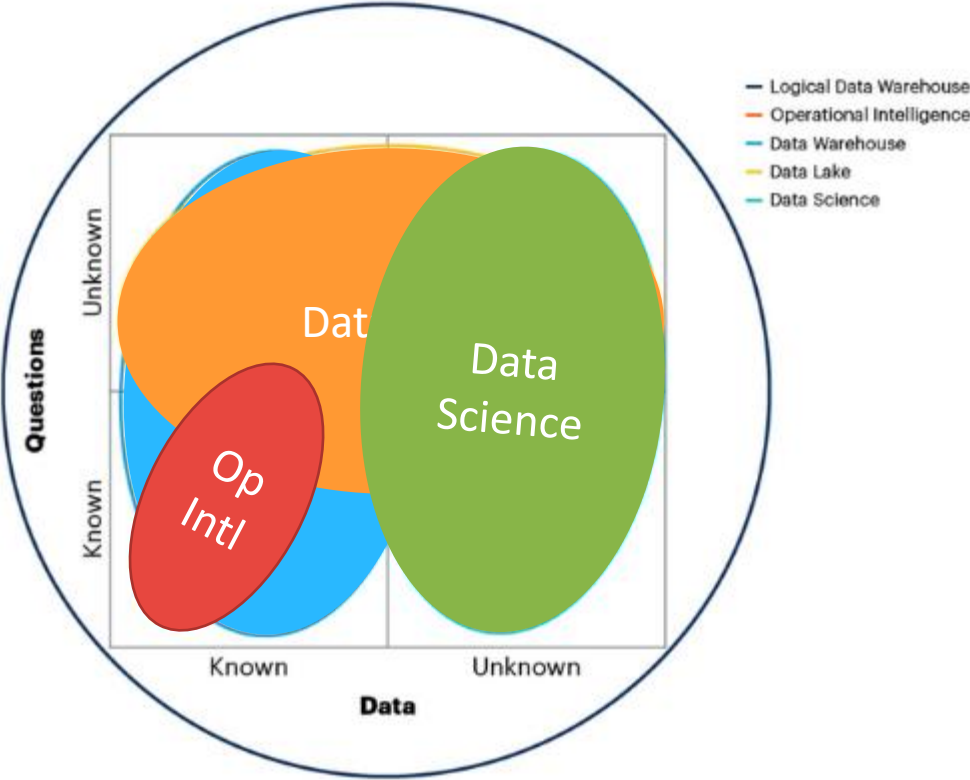 Logical Data Warehouse
Operational Intelligence
Data Warehouse
Data Lake
Data Science
Unknown
Questions
Known
Dat
Data
Science
Op
Intl
Known
Unknown
Data